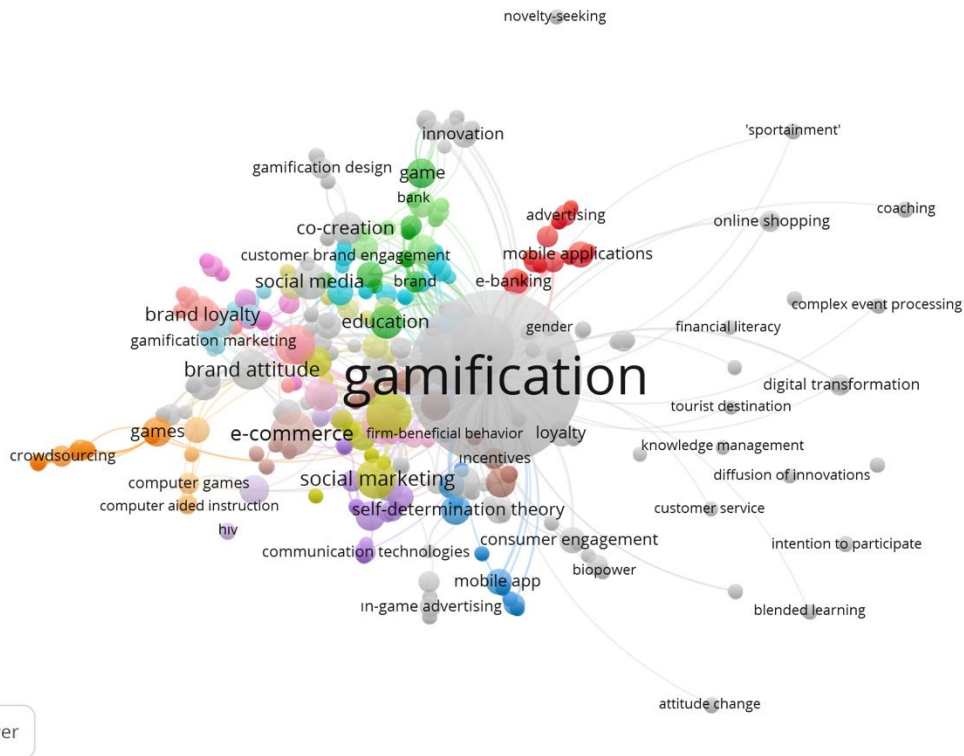 novelty-seeking
'sportainment'
innovation
gamification design
game
bank
coaching
advertising
online shopping
co-creation
customer brand engagement
mobile applications
social media
brand
e-banking
complex event processing
brand loyalty
education
gender
financial literacy
gamification marketing
brand attitude
gamification
digital transformation
tourist destination
games
e-commerce
firm-beneficial behavior
loyalty
knowledge management
crowdsourcing
incentives
diffusion of innovations
social marketing
computer games
computer aided instruction
self-determination theory
customer service
hiv
consumer engagement
intention to participate
communication technologies
biopower
mobile app
in-game advertising
blended learning
attitude change